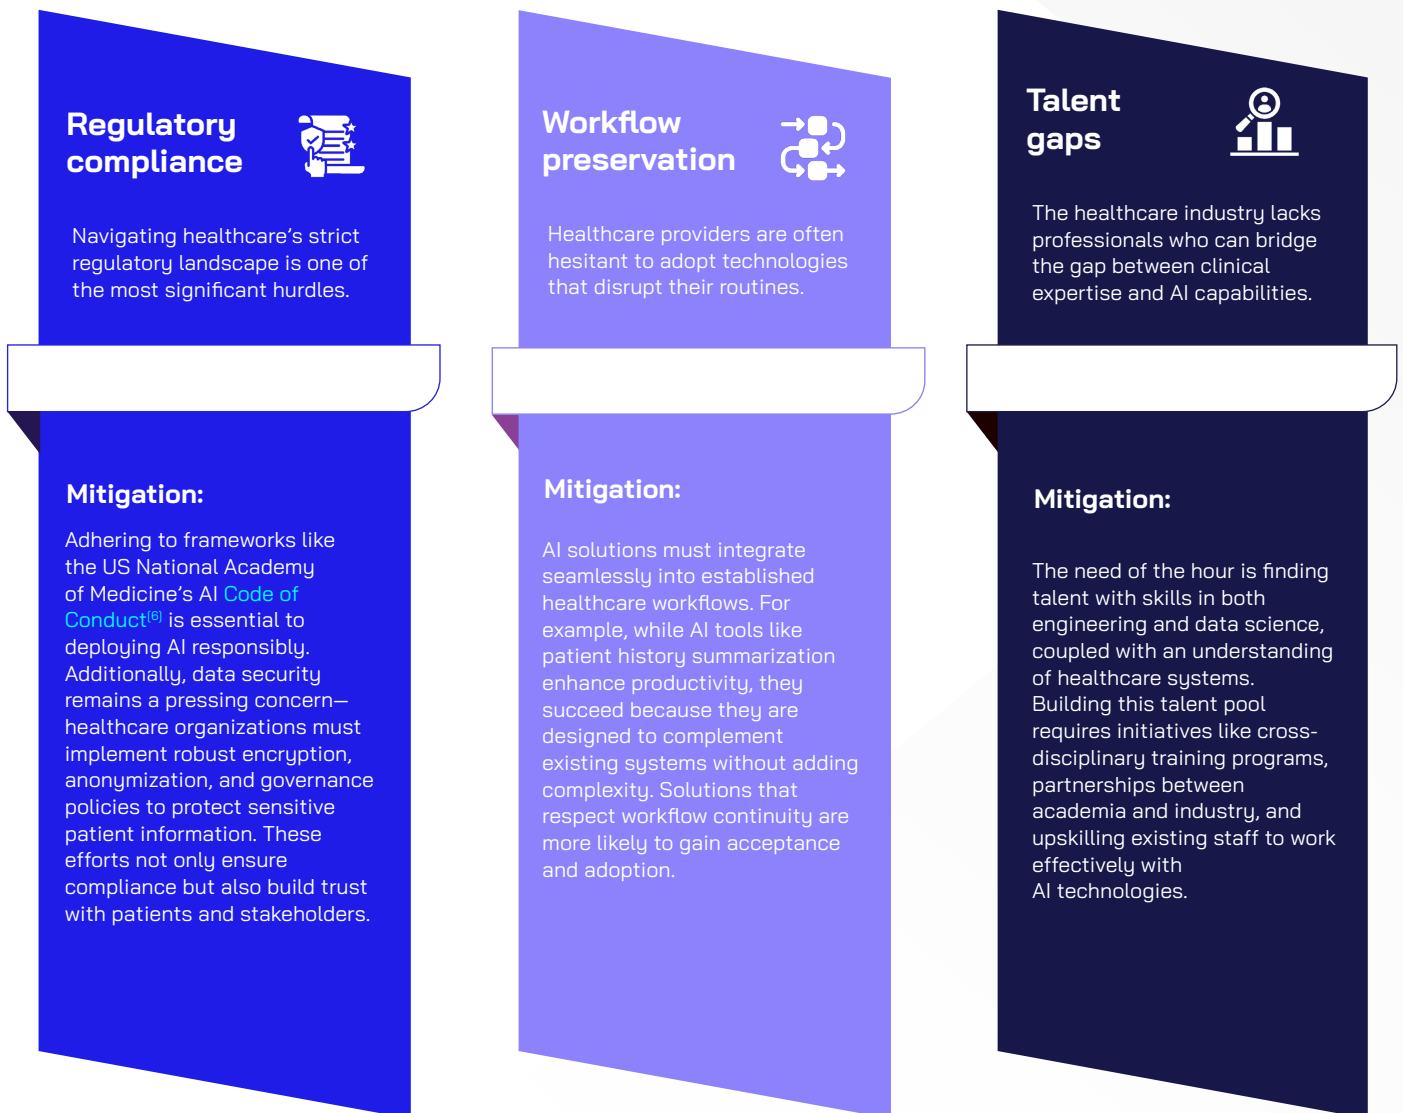 Regulatory
compliance
Navigating healthcare’s strict
regulatory landscape is one of
the most significant hurdles.
Mitigation:
Adhering to frameworks like
the US National Academy
of Medicine’s AI Code of
Conduct[6] is essential to
deploying AI responsibly.
Additionally, data security
remains a pressing concern—
healthcare organizations must
implement robust encryption,
anonymization, and governance
policies to protect sensitive
patient information. These
efforts not only ensure
compliance but also build trust
with patients and stakeholders.
Workflow
preservation
Healthcare providers are often
hesitant to adopt technologies
that disrupt their routines.
Mitigation:
AI solutions must integrate
seamlessly into established
healthcare workflows. For
example, while AI tools like
patient history summarization
enhance productivity, they
succeed because they are
designed to complement
existing systems without adding
complexity. Solutions that
respect workflow continuity are
more likely to gain acceptance
and adoption.
Talent
gaps
The healthcare industry lacks
professionals who can bridge
the gap between clinical
expertise and AI capabilities.
Mitigation:
The need of the hour is finding
talent with skills in both
engineering and data science,
coupled with an understanding
of healthcare systems.
Building this talent pool
requires initiatives like cross-
disciplinary training programs,
partnerships between
academia and industry, and
upskilling existing staff to work
effectively with
AI technologies.